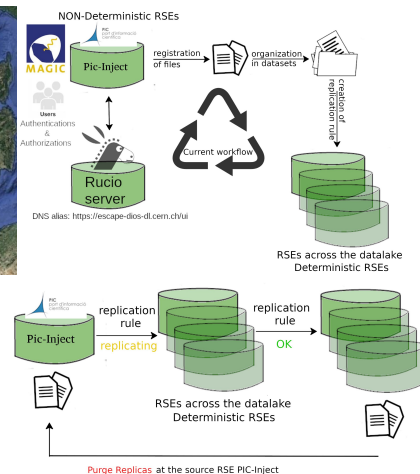 NON-Deterministic RSEs
PIC
port d'informació
científica
MAGIC
Pic-Inject
registration
of files
organization
in datasets
creation of
replication rule
Users
Authentications
&
Authorizations
Current workflow
Rucio
server
DNS alias: https://escape-dios-dl.cern.ch/ui
RSEs across the datalake
Deterministic RSEs
PIC
port d'informació
científica
Pic-Inject
replication
rule
replicating
replication
rule
OK
RSEs across the datalake
Deterministic RSEs
Purge Replicas at the source RSE PIC-Inject